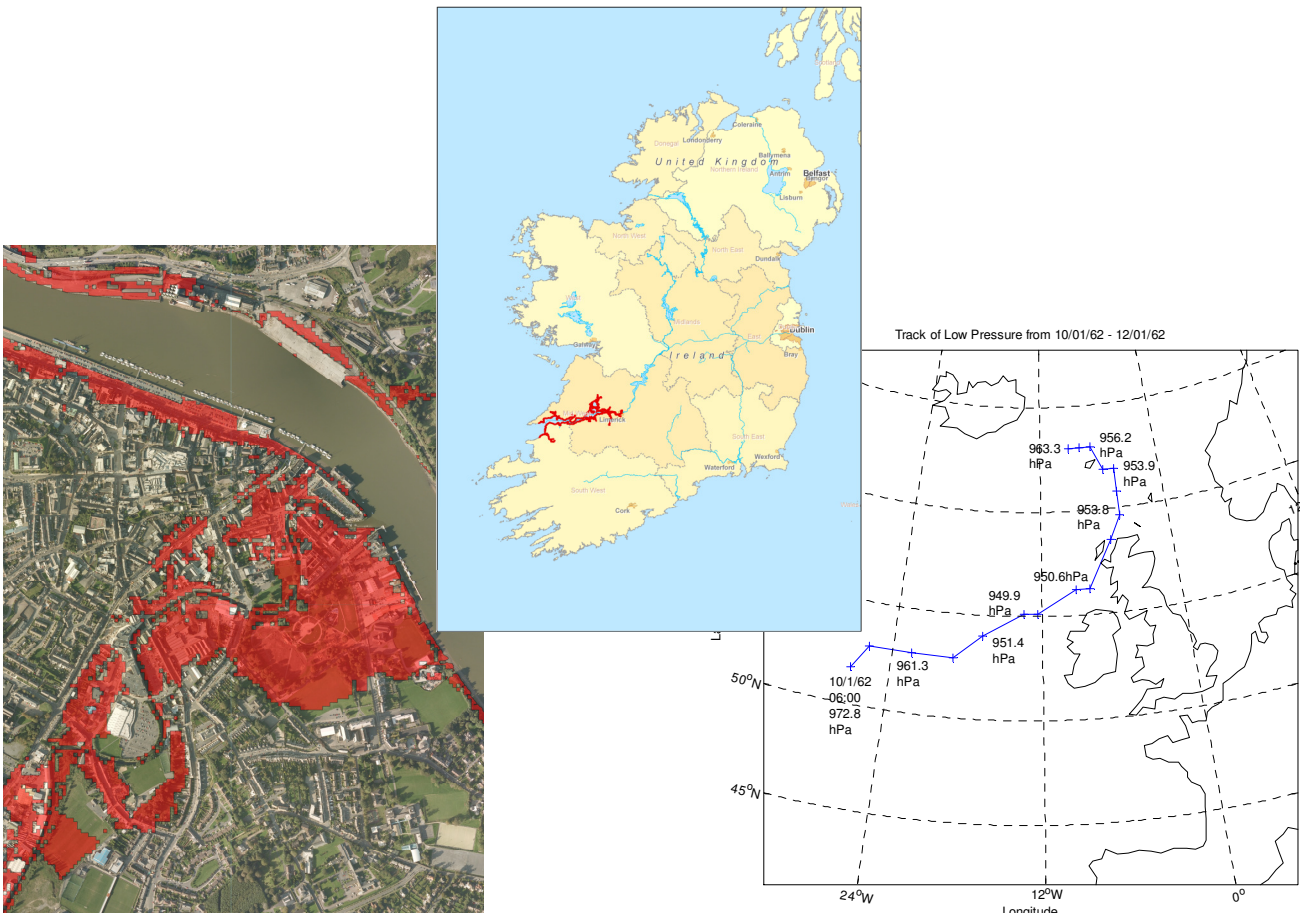 Scotland
Coleraine
Londonderry
Donegal
United Kingdom
Ballymena
Northern Ireland
Antrim
Belfast
Bangor
Lisburn
North West
North East
Dundalk
West
Midlands
Dublin
East
Galway
Ireland
Bray
Limerick
South East
Wexford
Waterford
South West
Cork
Track of Low Pressure from 10/01/62 - 12/01/62
963.3
hPa
956.2
hPa
953.9
hPa
953.8
hPa
950.6hPa
949.9
hPa
951.4
hPa
961.3
hPa
10/1/62
06:00
972.8
hPa
50°N
45°N
24°W
12°W
0°
Longitude